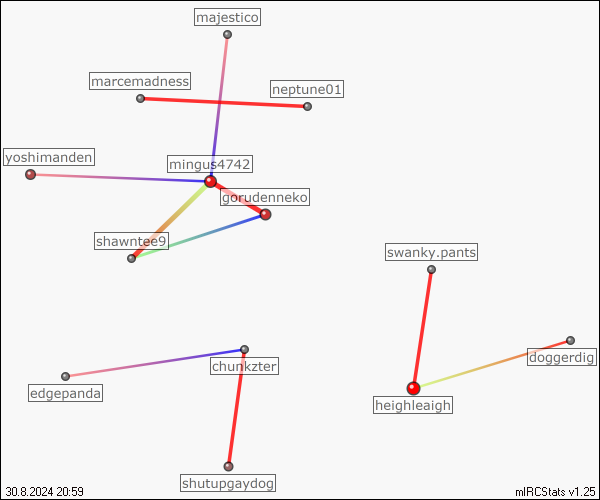 majestico
marcemadness
neptune01
yoshimanden
mingus4742
gorudenneko
shawntee9
swanky.pants
doggerdig
chunkzter
edgepanda
heighleaigh
shutupgaydog
30.8.2024 20:59
mIRCStats v1.25